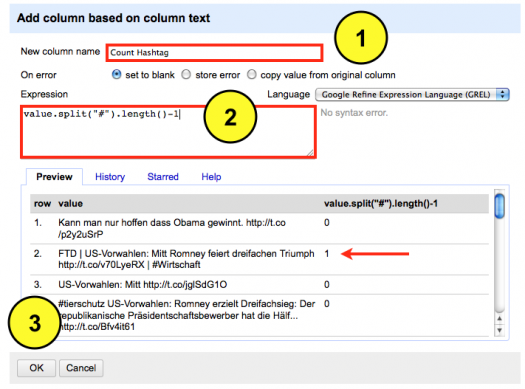 Add column based on column text
New column name Count Hashtag
1
On error set to blank store error copy value from original column
Expression Language Google Refine Expression Language (GREL)
value.split("#").length()-1 No syntax error.
2
Preview History Starred Help
row value value.split("#").length()-1
1. Kann man nur hoffen dass Obama gewinnt. http://t.co 0
/p2y2uSrP
2. FTD | US-Vorwahlen: Mitt Romney feiert dreifachen Triumph 1
http://t.co/v70LyeRX | #Wirtschaft
3. US-Vorwahlen: Mitt http://t.co/jglSdG1O 0
#tierschutz US-Vorwahlen: Romney erzielt Dreifachsieg: Der 0
republikanische Präsidentschaftsbewerber hat die Hälf...
http://t.co/Bfv4it61
3
OK Cancel